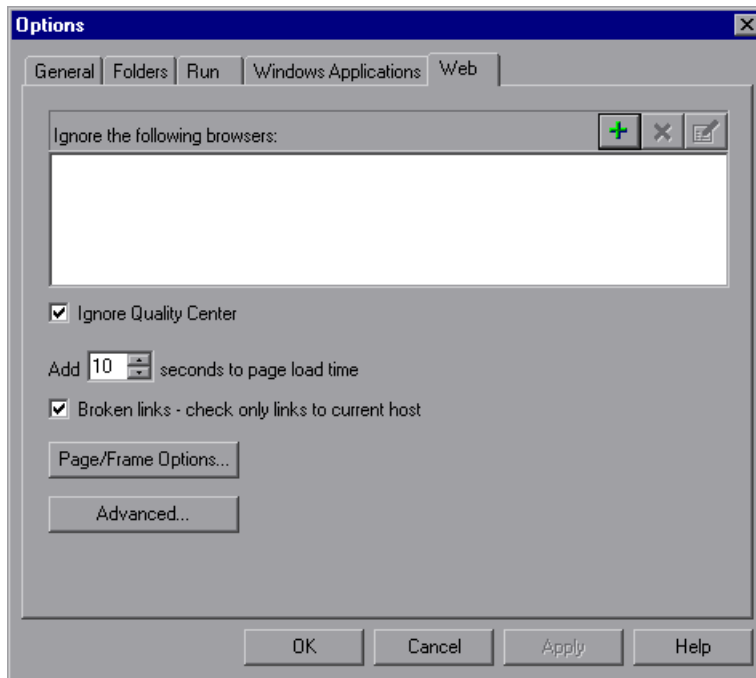 Options
General Folders Run Windows Applications Web
Ignore the following browsers:
Ignore Quality Center
Add 10 seconds to page load time
Broken links - check only links to current host
Page/Frame Options...
Advanced...
OK Cancel Apply Help